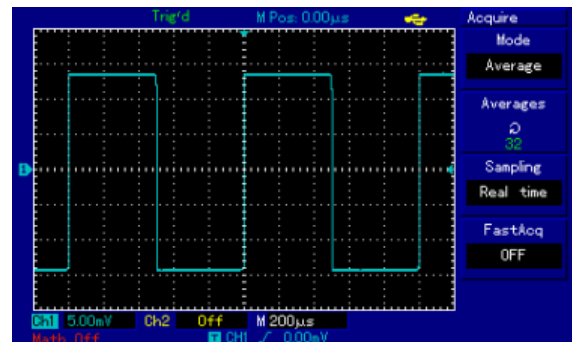 Trig'd M Pos: 0.00µs Acquire
Mode
Average
Averages
32
Sampling
Real time
FastAcq
OFF
1
Ch1 5.00mV Ch2 Off M 200µs
Math Off T CH1 0.00mV